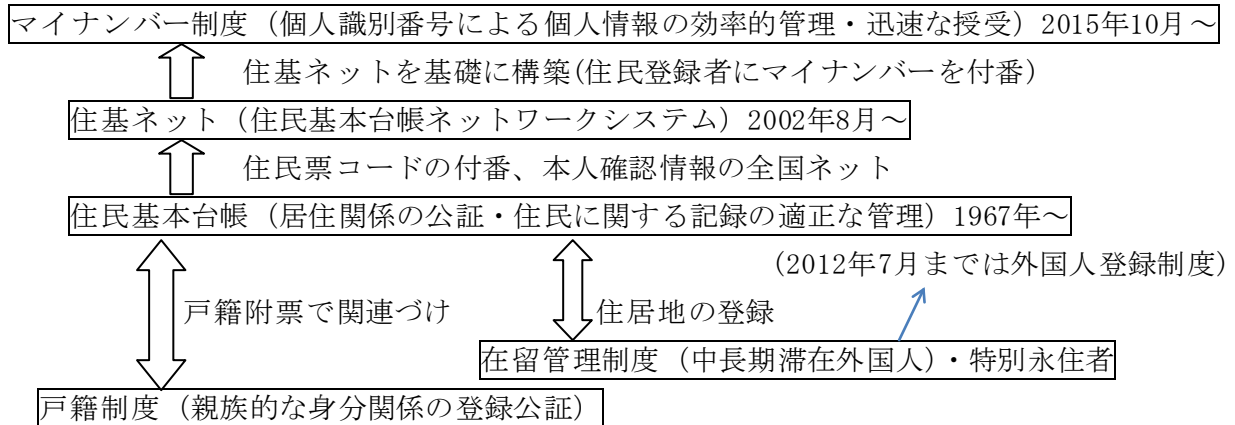 マイナンバー制度（個人識別番号による個人情報の効率的管理・迅速な授受）2015年10月～
住基ネットを基礎に構築(住民登録者にマイナンバーを付番）
住基ネット（住民基本台帳ネットワークシステム）2002年8月～
住民票コードの付番、本人確認情報の全国ネット
住民基本台帳（居住関係の公証・住民に関する記録の適正な管理）1967年～
（2012年7月までは外国人登録制度）
戸籍附票で関連づけ
住居地の登録
在留管理制度（中長期滞在外国人）・特別永住者
戸籍制度（親族的な身分関係の登録公証）